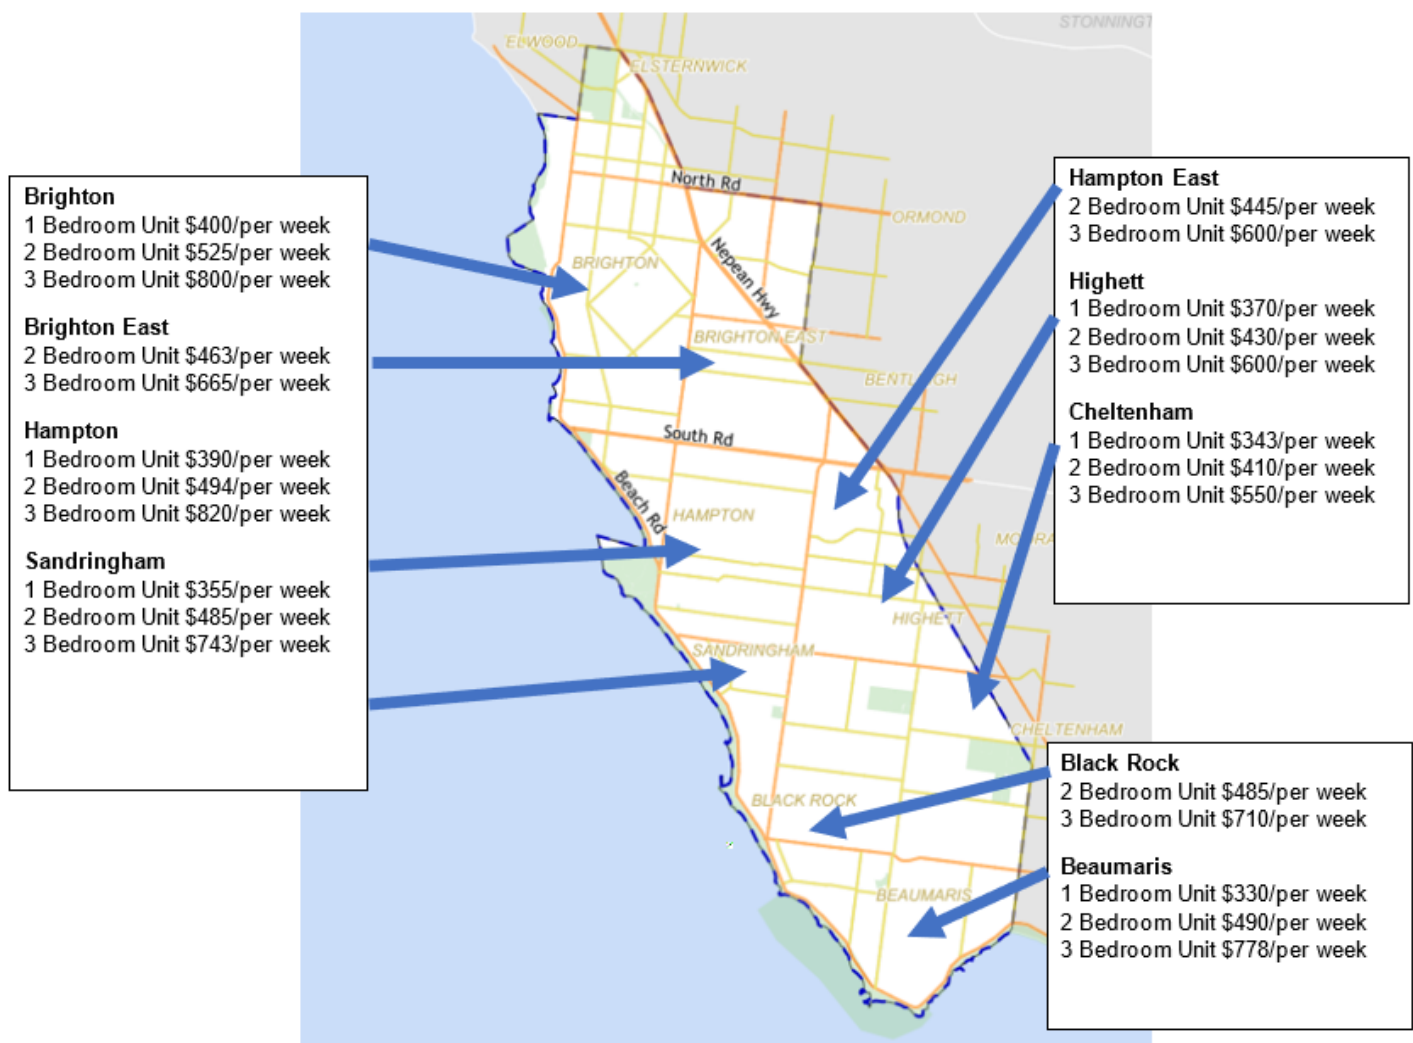 Brighton
1 Bedroom Unit $400/per week
2 Bedroom Unit $525/per week
3 Bedroom Unit $800/per week
Brighton East
2 Bedroom Unit $463/per week
3 Bedroom Unit $665/per week
Hampton
1 Bedroom Unit $390/per week
2 Bedroom Unit $494/per week
3 Bedroom Unit $820/per week
Sandringham
1 Bedroom Unit $355/per week
2 Bedroom Unit $485/per week
3 Bedroom Unit $743/per week
STONNINGT
ELWOOD
ELSTERNWICK
North Rd
ORMOND
BRIGHTON
Nepean Hwy
BRIGHTON EAST
South Rd
Beach Rd
HAMPTON
HIGHETT
SANDRINGHAM
CHELTENHAM
BLACK ROCK
BEAUMARIS
Hampton East
2 Bedroom Unit $445/per week
3 Bedroom Unit $600/per week
Highett
1 Bedroom Unit $370/per week
2 Bedroom Unit $430/per week
3 Bedroom Unit $600/per week
Cheltenham
1 Bedroom Unit $343/per week
2 Bedroom Unit $410/per week
3 Bedroom Unit $550/per week
Black Rock
2 Bedroom Unit $485/per week
3 Bedroom Unit $710/per week
Beaumaris
1 Bedroom Unit $330/per week
2 Bedroom Unit $490/per week
3 Bedroom Unit $778/per week